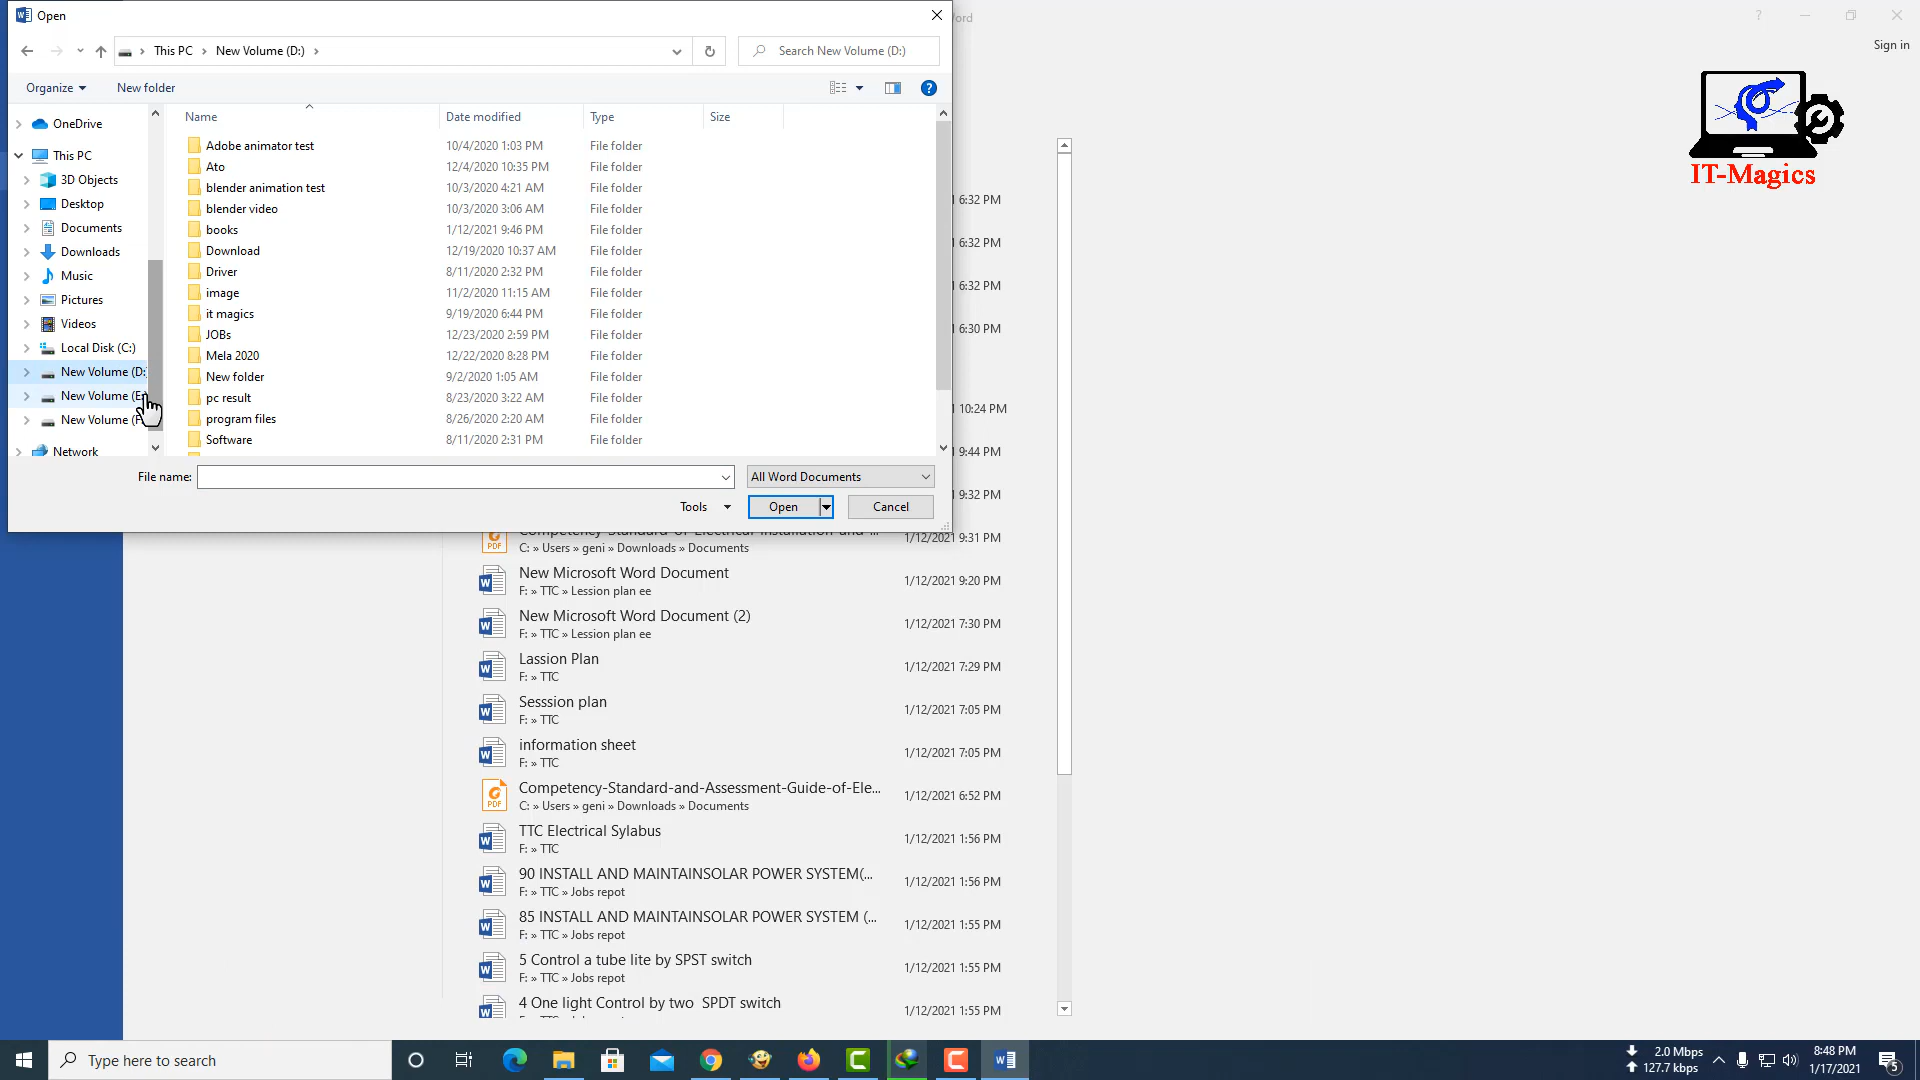 Open
ord
Sign in
This PC
New Volume (D:)
Search New Volume (D:)
Organize
New folder
OneDrive
This PC
3D Objects
Desktop
Documents
Downloads
Music
Pictures
Videos
Local Disk (C:)
New Volume (D:
New Volume (E
New Volume (F
Network
Name
Date modified
Type
Size
Adobe animator test
10/4/2020 1:03 PM
File folder
Ato
12/4/2020 10:35 PM
File folder
blender animation test
10/3/2020 4:21 AM
File folder
blender video
10/3/2020 3:06 AM
File folder
books
1/12/2021 9:46 PM
File folder
Download
12/19/2020 10:37 AM
File folder
Driver
8/11/2020 2:32 PM
File folder
image
11/2/2020 11:15 AM
File folder
it magics
9/19/2020 6:44 PM
File folder
JOBs
12/23/2020 2:59 PM
File folder
Mela 2020
12/22/2020 8:28 PM
File folder
New folder
9/2/2020 1:05 AM
File folder
pc result
8/23/2020 3:22 AM
File folder
program files
8/26/2020 2:20 AM
File folder
Software
8/11/2020 2:31 PM
File folder
File name:
All Word Documents
Tools
Open
Cancel
IT-Magics
6:32 PM
6:32 PM
6:32 PM
6:30 PM
10:24 PM
9:44 PM
9:32 PM
Competency-Standard-of-Electrical-Installation-and-...
1/12/2021 9:31 PM
C: » Users » geni » Downloads » Documents
New Microsoft Word Document
1/12/2021 9:20 PM
F: » TTC » Lession plan ee
New Microsoft Word Document (2)
1/12/2021 7:30 PM
F: » TTC » Lession plan ee
Lassion Plan
1/12/2021 7:29 PM
F: » TTC
Sesssion plan
1/12/2021 7:05 PM
F: » TTC
information sheet
1/12/2021 7:05 PM
F: » TTC
PDF
Competency-Standard-and-Assessment-Guide-of-Ele...
1/12/2021 6:52 PM
C: » Users » geni » Downloads » Documents
TTC Electrical Sylabus
1/12/2021 1:56 PM
F: » TTC
90 INSTALL AND MAINTAINSOLAR POWER SYSTEM(...
1/12/2021 1:56 PM
F: » TTC » Jobs repot
85 INSTALL AND MAINTAINSOLAR POWER SYSTEM (...
1/12/2021 1:55 PM
F: » TTC » Jobs repot
5 Control a tube lite by SPST switch
1/12/2021 1:55 PM
F: » TTC » Jobs repot
4 One light Control by two  SPDT switch
1/12/2021 1:55 PM
Type here to search
2.0 Mbps
127.7 kbps
8:48 PM
1/17/2021
5